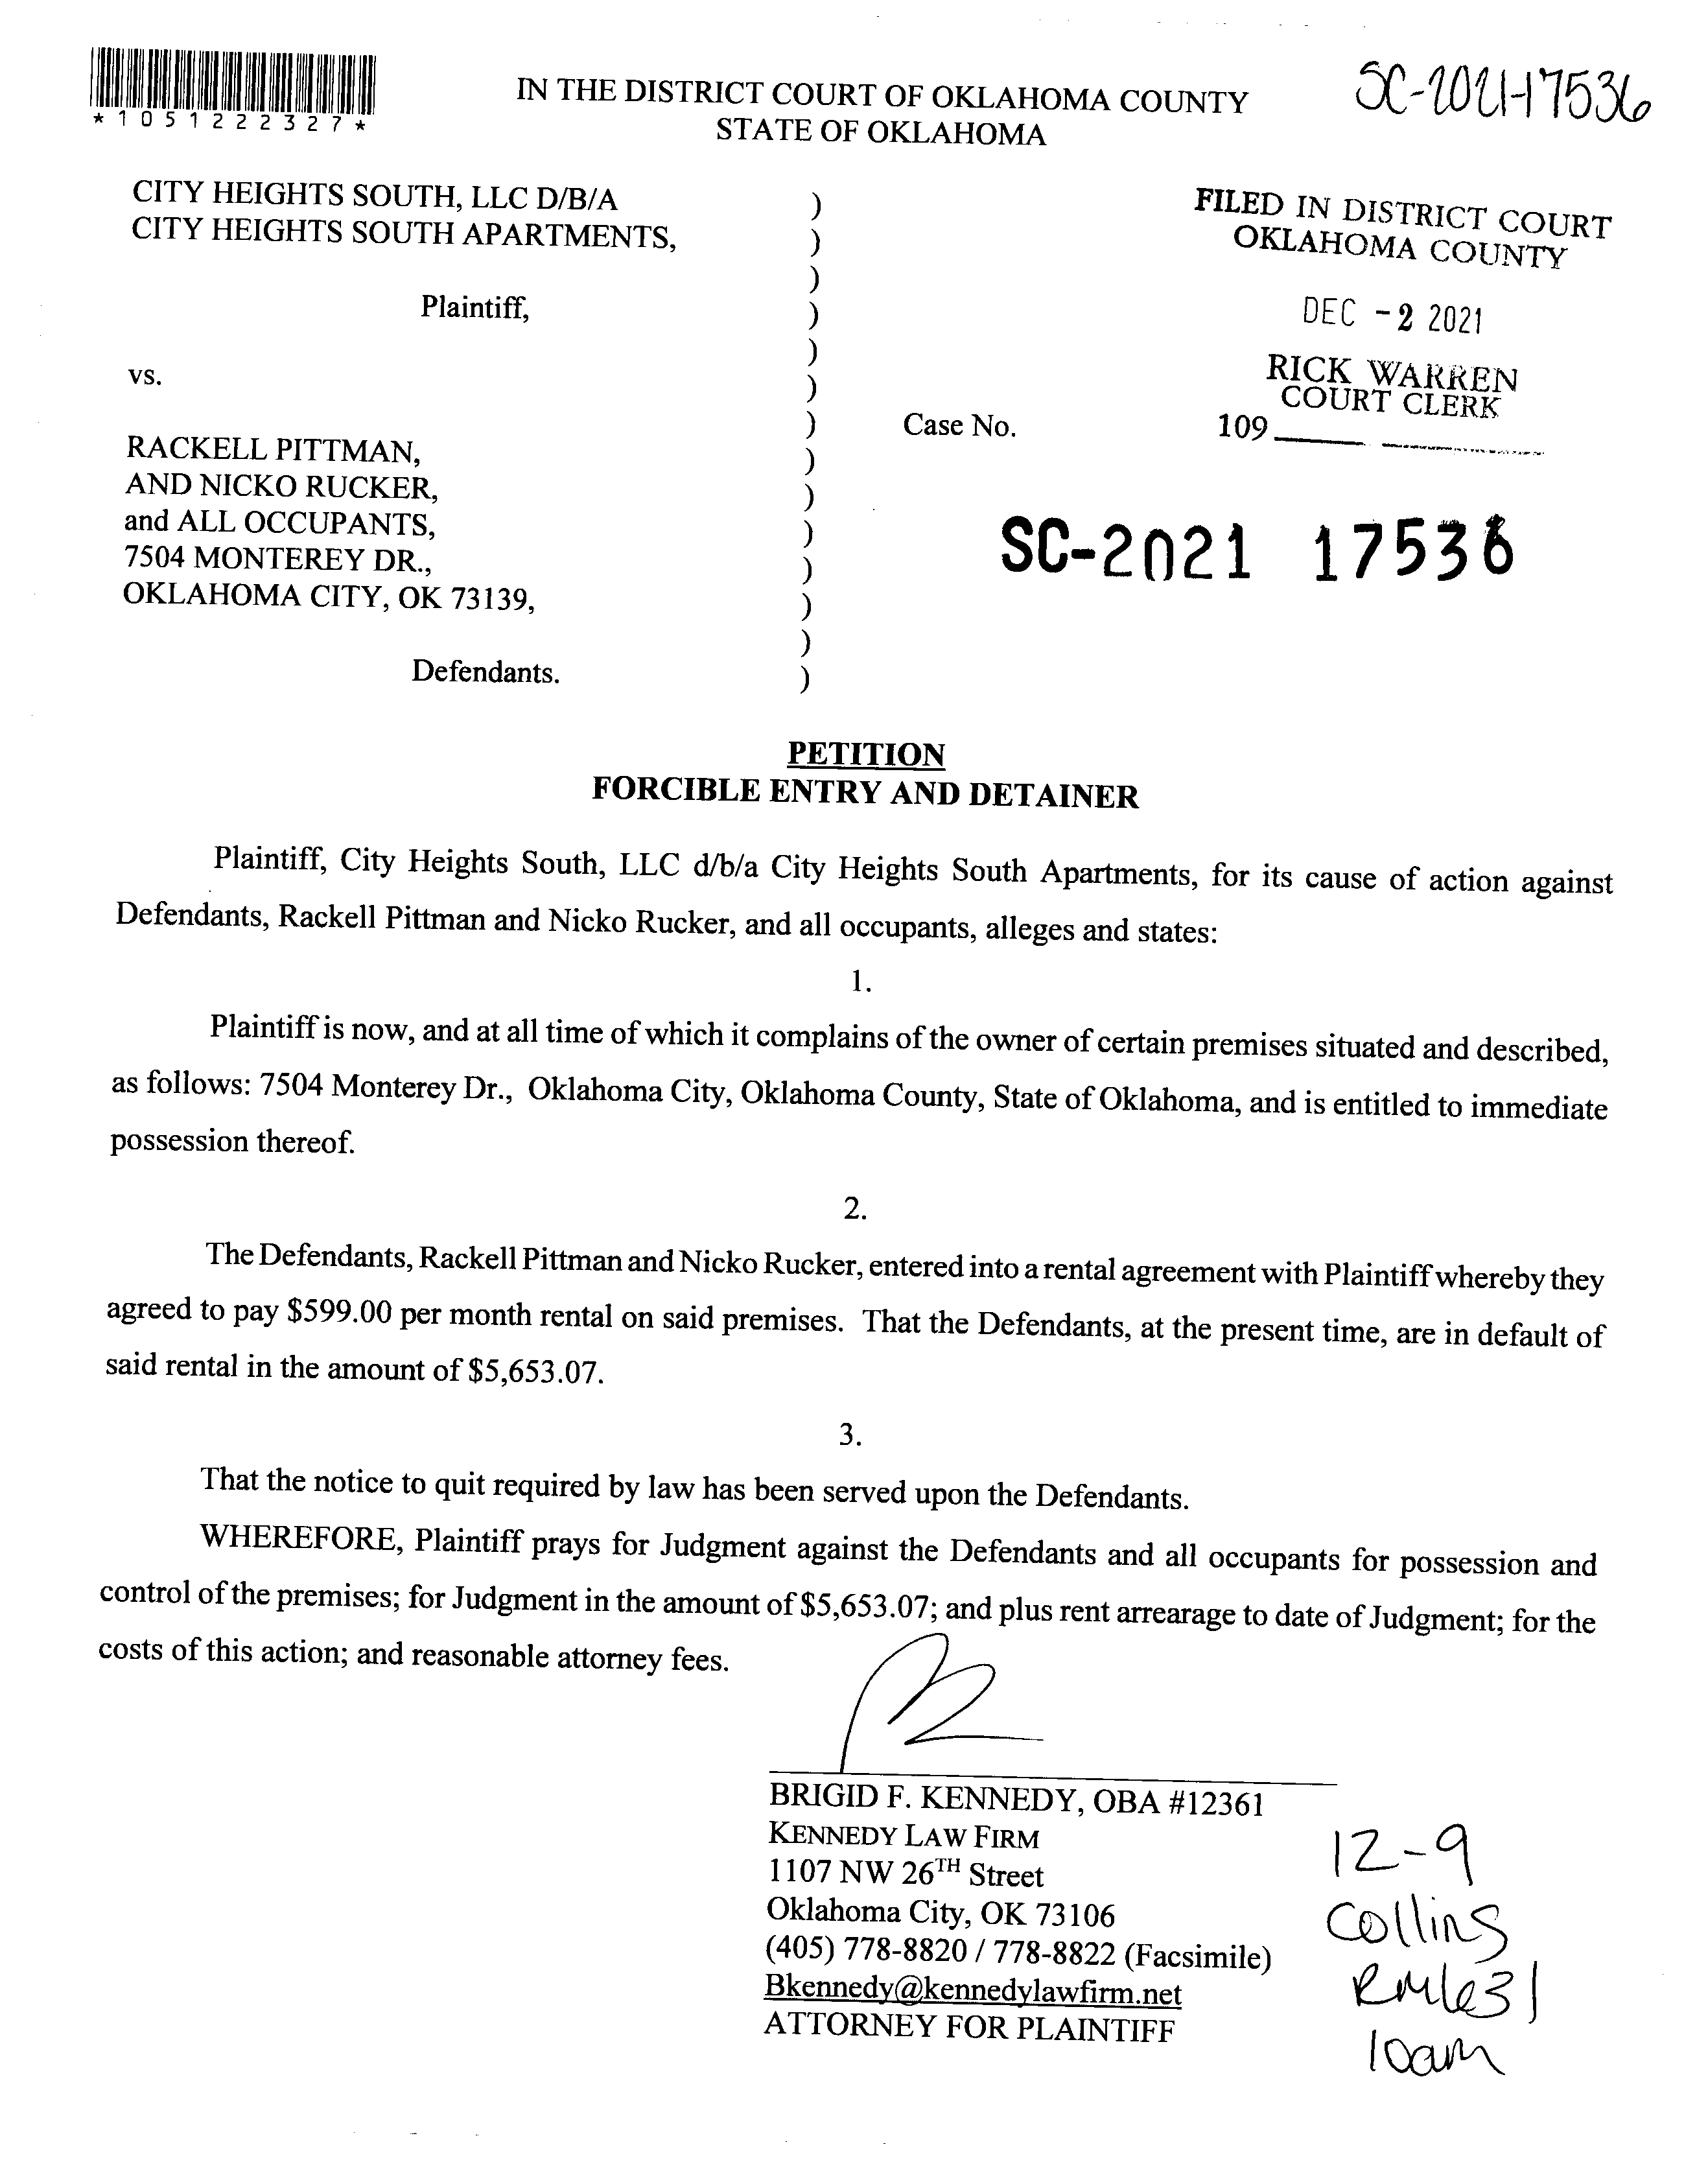 *1051222327*
IN THE DISTRICT COURT OF OKLAHOMA COUNTY
STATE OF OKLAHOMA
SC-2021-17536
CITY HEIGHTS SOUTH, LLC D/B/A
CITY HEIGHTS SOUTH APARTMENTS,
Plaintiff,
vs.
RACKELL PITTMAN,
AND NICKO RUCKER,
and ALL OCCUPANTS,
7504 MONTEREY DR.,
OKLAHOMA CITY, OK 73139,
Defendants.
)
)
)
)
)
)
)
)
)
)
)
)
)
)
FILED IN DISTRICT COURT
OKLAHOMA COUNTY
DEC -2 2021
RICK WARREN
COURT CLERK
Case No.
109
SC-2021 17536
PETITION
FORCIBLE ENTRY AND DETAINER
Plaintiff, City Heights South, LLC d/b/a City Heights South Apartments, for its cause of action against
Defendants, Rackell Pittman and Nicko Rucker, and all occupants, alleges and states:
1.
Plaintiff is now, and at all time of which it complains of the owner of certain premises situated and described,
as follows: 7504 Monterey Dr., Oklahoma City, Oklahoma County, State of Oklahoma, and is entitled to immediate
possession thereof.
2.
The Defendants, Rackell Pittman and Nicko Rucker, entered into a rental agreement with Plaintiff whereby they
agreed to pay $599.00 per month rental on said premises. That the Defendants, at the present time, are in default of
said rental in the amount of $5,653.07.
3.
That the notice to quit required by law has been served upon the Defendants.
WHEREFORE, Plaintiff prays for Judgment against the Defendants and all occupants for possession and
control of the premises; for Judgment in the amount of $5,653.07; and plus rent arrearage to date of Judgment; for the
costs of this action; and reasonable attorney fees.
BRIGID F. KENNEDY, OBA #12361
KENNEDY LAW FIRM
1107 NW 26TH Street
Oklahoma City, OK 73106
(405) 778-8820 / 778-8822 (Facsimile)
Bkennedy@kennedylawfirm.net
ATTORNEY FOR PLAINTIFF
12-9
Collins
10am